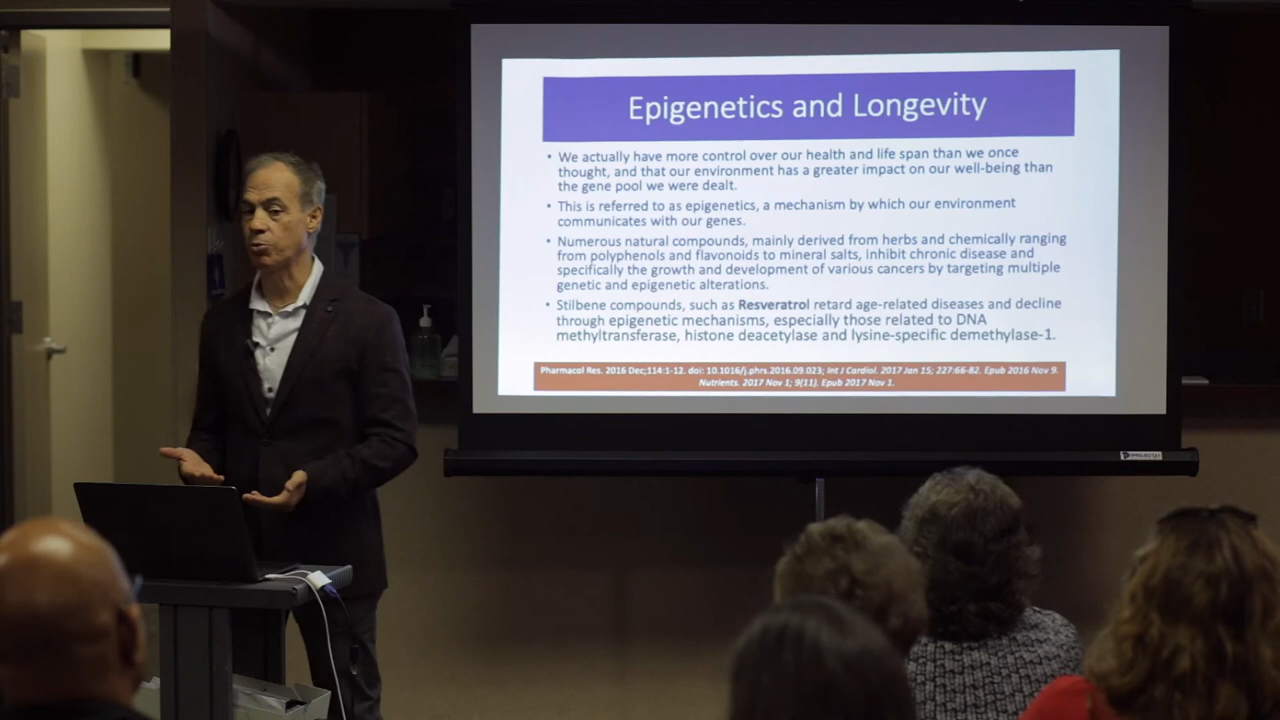 Epigenetics and Longevity
• We actually have more control over our health and life span than we once
thought, and that our environment has a greater impact on our well-being than
the gene pool we were dealt.
• This is referred to as epigenetics, a mechanism by which our environment
communicates with our genes.
• Numerous natural compounds, mainly derived from herbs and chemically ranging
from polyphenols and flavonoids to mineral salts, inhibit chronic disease and
specifically the growth and development of various cancers by targeting multiple
genetic and epigenetic alterations.
• Stilbene compounds, such as Resveratrol retard age-related diseases and decline
through epigenetic mechanisms, especially those related to DNA
methyltransferase, histone deacetylase and lysine-specific demethylase-1.
Pharmacol Res. 2016 Dec;114:1-12. doi: 10.1016/j.phrs.2016.09.023; Int J Cardiol. 2017 Jan 15; 227:66-82. Epub 2016 Nov 9.
Nutrients. 2017 Nov 1; 9(11). Epub 2017 Nov 1.